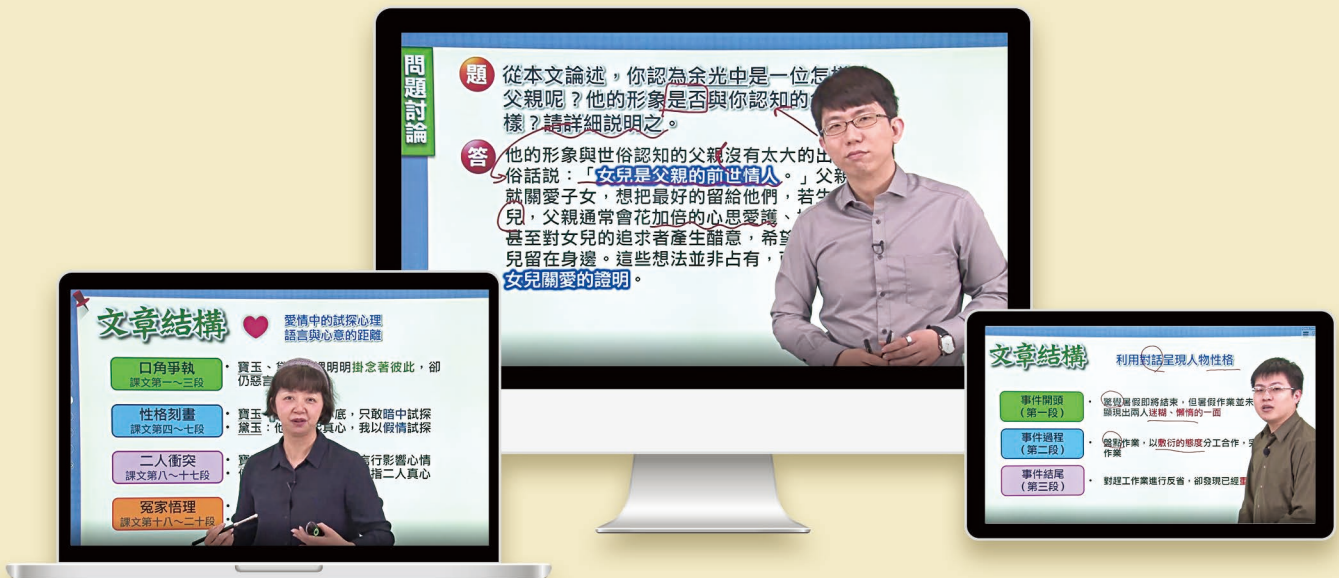 問題討論
題 從本文論述，你認為余光中是一位怎
父親呢？他的形象是否與你認知的
樣？請詳細說明之。
答 他的形象與世俗認知的父親沒有太大的出
俗話說：「女兒是父親的前世情人。」父親
就關愛子女，想把最好的留給他們，若生
兒，父親通常會花加倍的心思愛護、
甚至對女兒的追求者產生醋意，希望
兒留在身邊。這些想法並非占有，
女兒關愛的證明。
文章結構
愛情中的試探心理
語言與心意的距離
口角爭執
課文第一～三段
・寶玉、明明掛念著彼此，卻
仍惡言
性格刻畫
課文第四～七段
・寶玉 底，只敢暗中試探
・黛玉：他 真心，我以假情試探
二人衝突
課文第八～十七段
・寶 言行影響心情
・ 指二人真心
冤家悟理
課文第十八～二十段
文章結構
利用對話呈現人物性格
事件開頭
（第一段）
・驚覺暑假即將結束，但暑假作業並未
顯現出兩人迷糊、懶惰的一面
事件過程
（第二段）
・盤點作業，以敷衍的態度分工合作，
作業
事件結尾
（第三段）
・對趕工作業進行反省，卻發現已經